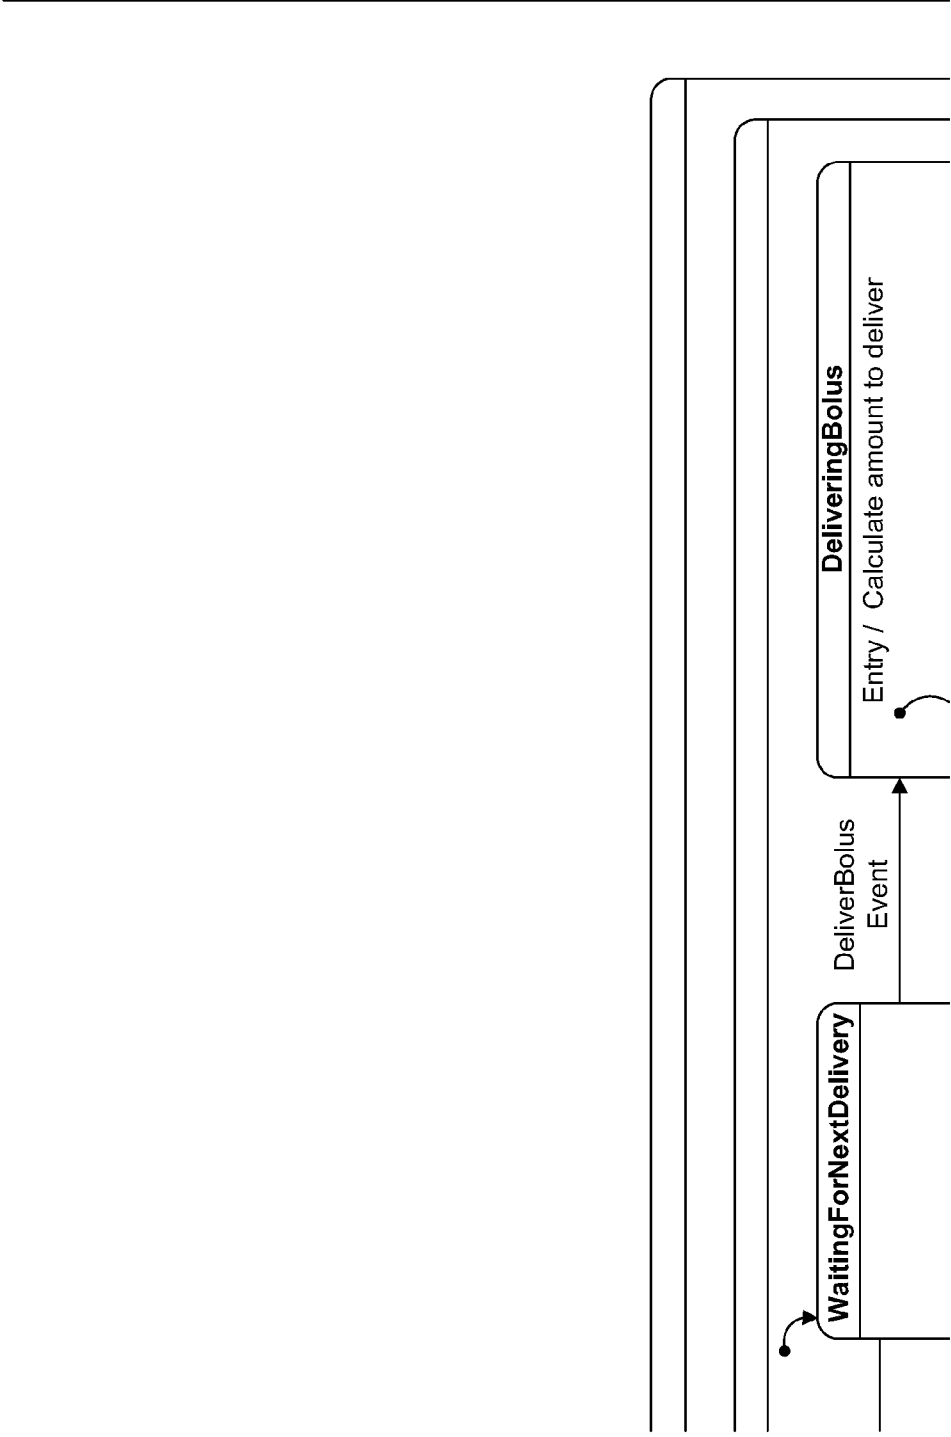 DeliveringBolus
Entry / Calculate amount to deliver
DeliverBolus
Event
WaitingForNextDelivery